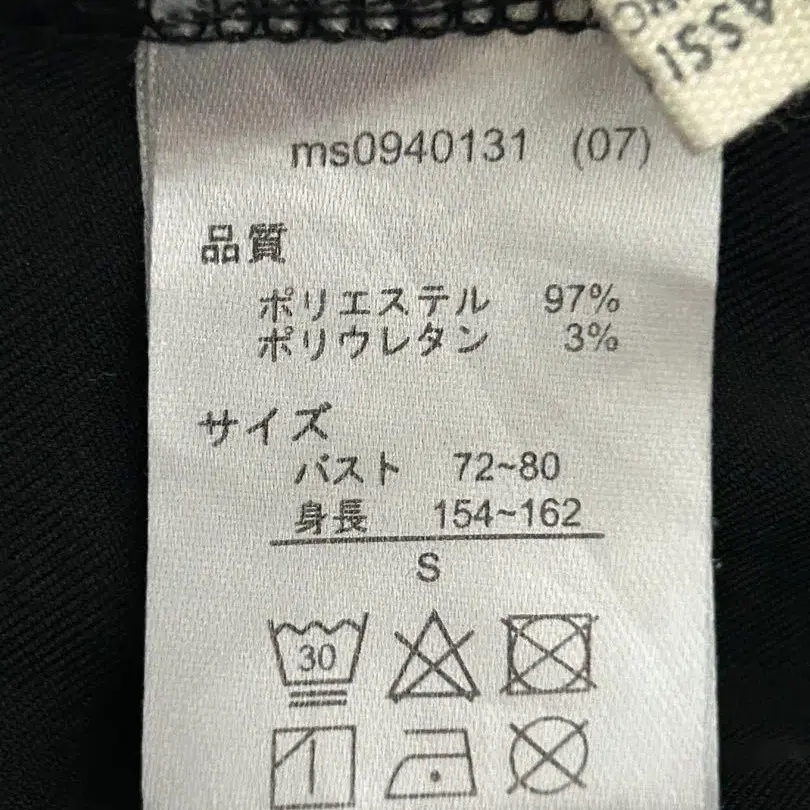 ASSI
ms0940131 (07)
品質
ポリエステル 97%
ポリウレタン 3%
サイズ
バスト 72~80
身長 154~162
S
30